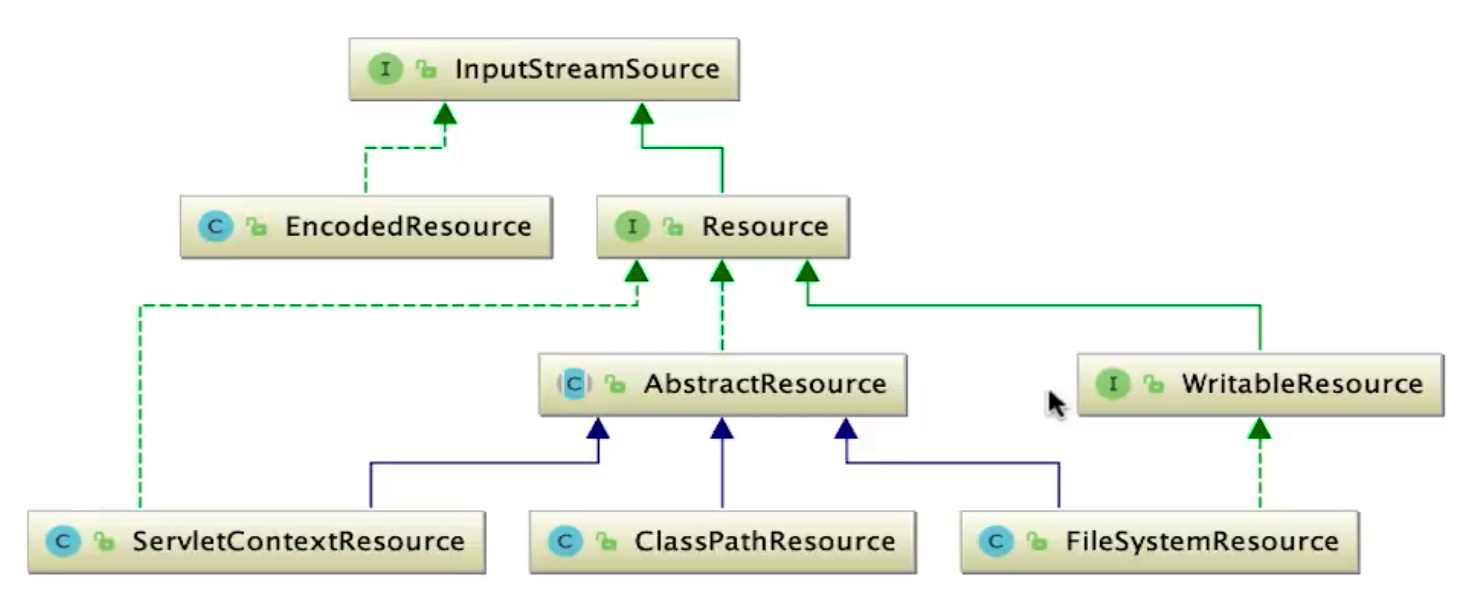 I InputStreamSource
C EncodedResource
I Resource
C AbstractResource
I WritableResource
C ServletContextResource
C ClassPathResource
C FileSystemResource